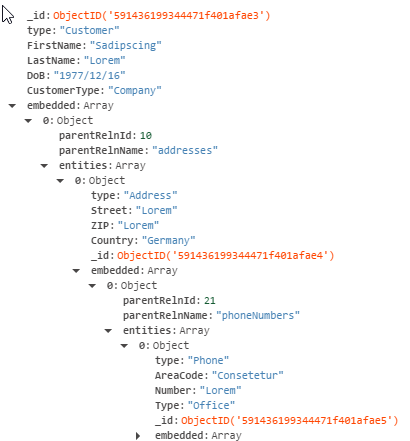 _id: ObjectID('591436199344471f401afae3')
type: "Customer"
FirstName: "Sadipscing"
LastName: "Lorem"
DoB: "1977/12/16"
CustomerType: "Company"
embedded: Array
0: Object
parentRelnId: 10
parentRelnName: "addresses"
entities: Array
0: Object
type: "Address"
Street: "Lorem"
ZIP: "Lorem"
Country: "Germany"
_id: ObjectID('591436199344471f401afae4')
embedded: Array
0: Object
parentRelnId: 21
parentRelnName: "phoneNumbers"
entities: Array
0: Object
type: "Phone"
AreaCode: "Consetetur"
Number: "Lorem"
Type: "Office"
_id: ObjectID('591436199344471f401afae5')
embedded: Array